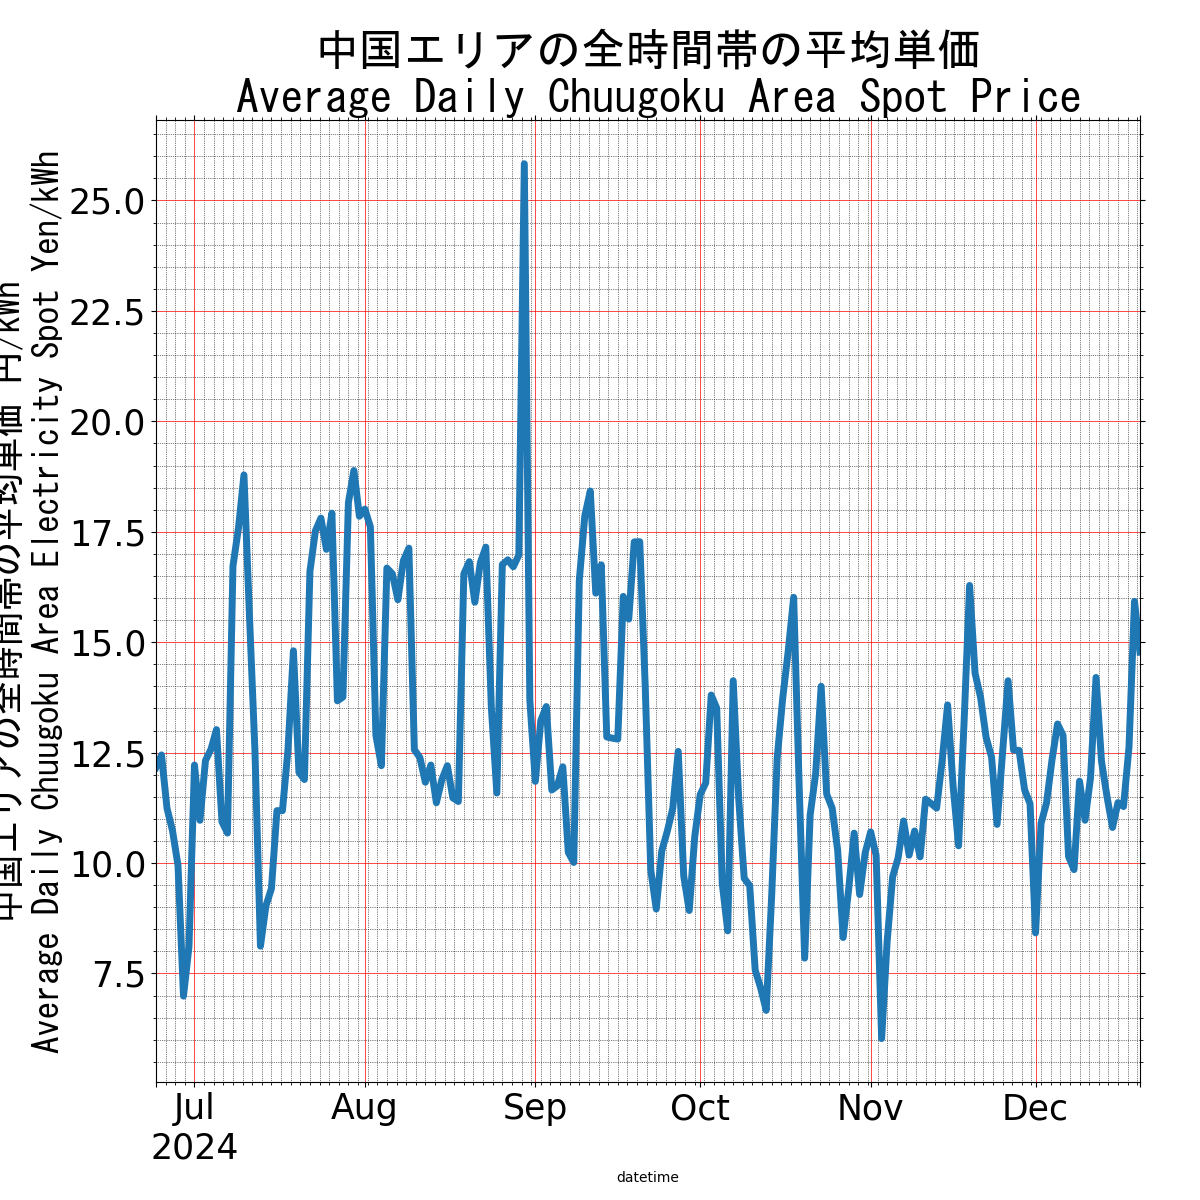 中国エリアの全時間帯の平均単価
Average Daily Chuugoku Area Spot Price
中国エリアの全時間帯の平均単価 円/kWh
Average Daily Chuugoku Area Electricity Spot Yen/kWh
25.0
22.5
20.0
17.5
15.0
12.5
10.0
7.5
Jul Aug Sep Oct Nov Dec
2024
datetime